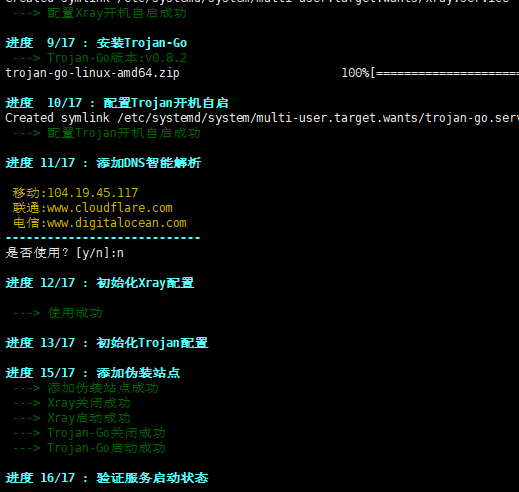 Created symlink /etc/systemd/system/multi-user.target.wants/xray.service
---> 配置Xray开机自启成功
进度 9/17 : 安装Trojan-Go
---> Trojan-Go版本:v0.8.2
trojan-go-linux-amd64.zip 100%[======================
进度 10/17 : 配置Trojan开机自启
Created symlink /etc/systemd/system/multi-user.target.wants/trojan-go.serv
---> 配置Trojan开机自启成功
进度 11/17 : 添加DNS智能解析
移动:104.19.45.117
联通:www.cloudflare.com
电信:www.digitalocean.com
----------------------------
是否使用？[y/n]:n
进度 12/17 : 初始化Xray配置
---> 使用成功
进度 13/17 : 初始化Trojan配置
进度 15/17 : 添加伪装站点
---> 添加伪装站点成功
---> Xray关闭成功
---> Xray启动成功
---> Trojan-Go关闭成功
---> Trojan-Go启动成功
进度 16/17 : 验证服务启动状态